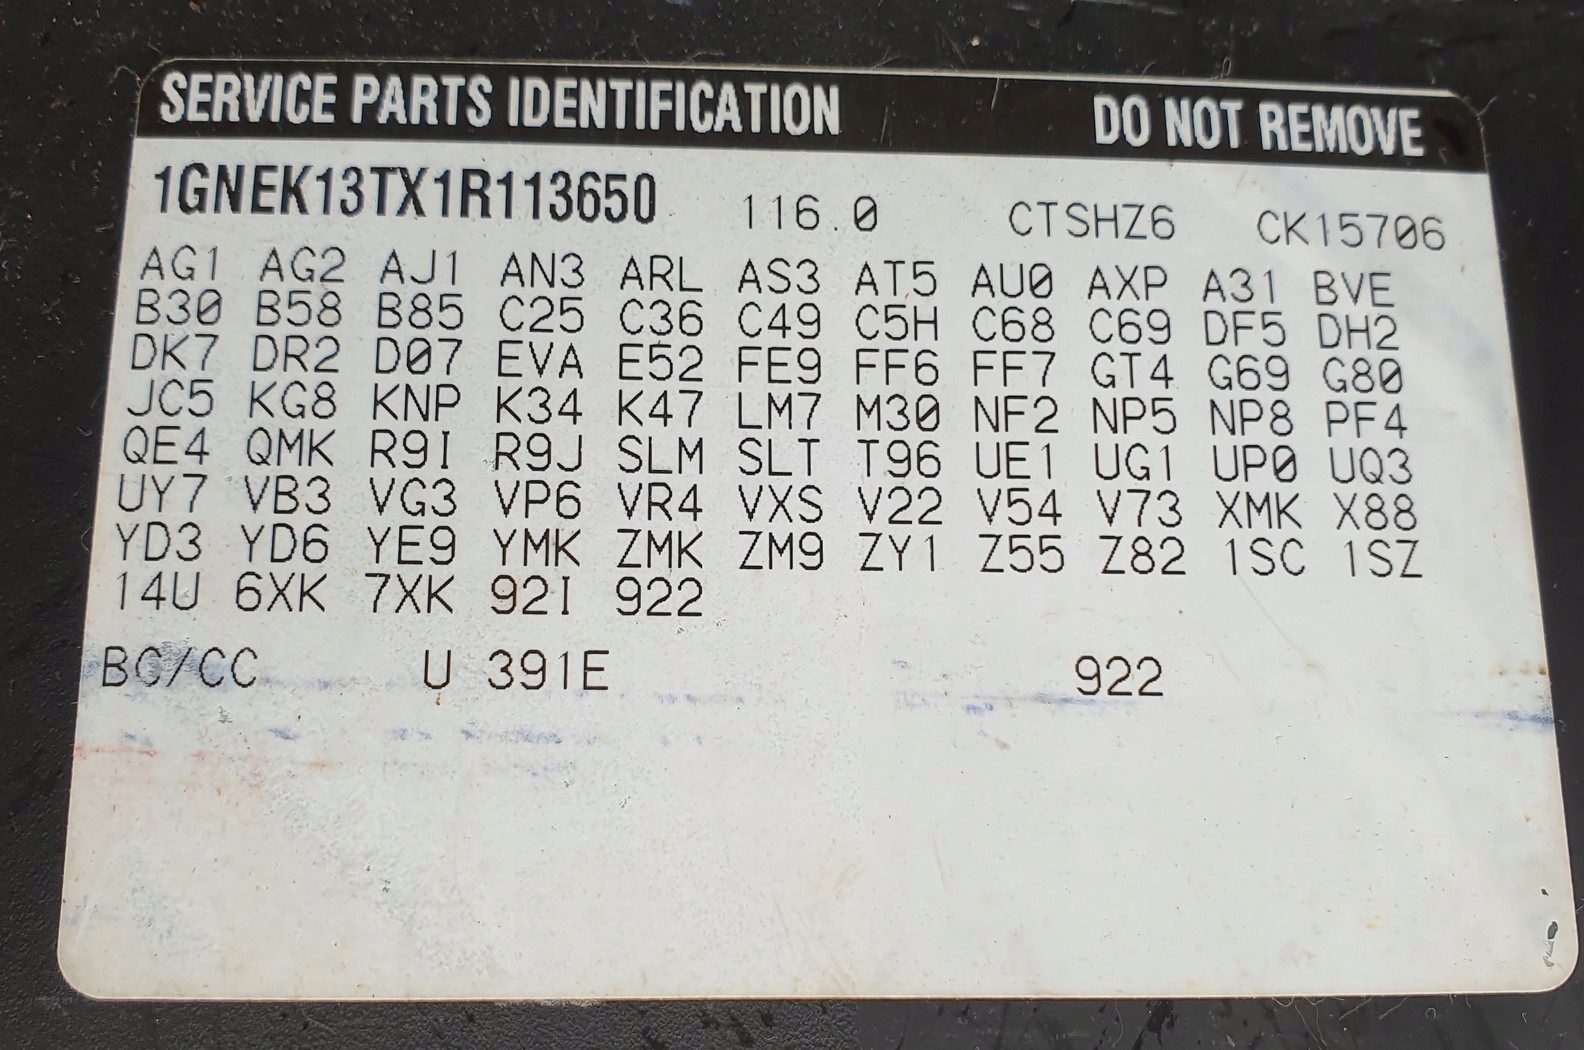 SERVICE PARTS IDENTIFICATION DO NOT REMOVE
1GNEK13TX1R113650 116.0 CTSHZ6 CK15706
AG1 AG2 AJ1 AN3 ARL AS3 AT5 AU0 AXP A31 BVE
B30 B58 B85 C25 C36 C49 C5H C68 C69 DF5 DH2
DK7 DR2 D07 EVA E52 FE9 FF6 FF7 GT4 G69 G80
JC5 KG8 KNP K34 K47 LM7 M30 NF2 NP5 NP8 PF4
QE4 QMK R9I R9J SLM SLT T96 UE1 UG1 UP0 UQ3
UY7 VB3 VG3 VP6 VR4 VXS V22 V54 V73 XMK X88
YD3 YD6 YE9 YMK ZMK ZM9 ZY1 Z55 Z82 1SC 1SZ
14U 6XK 7XK 92I 922
BC/CC U 391E 922